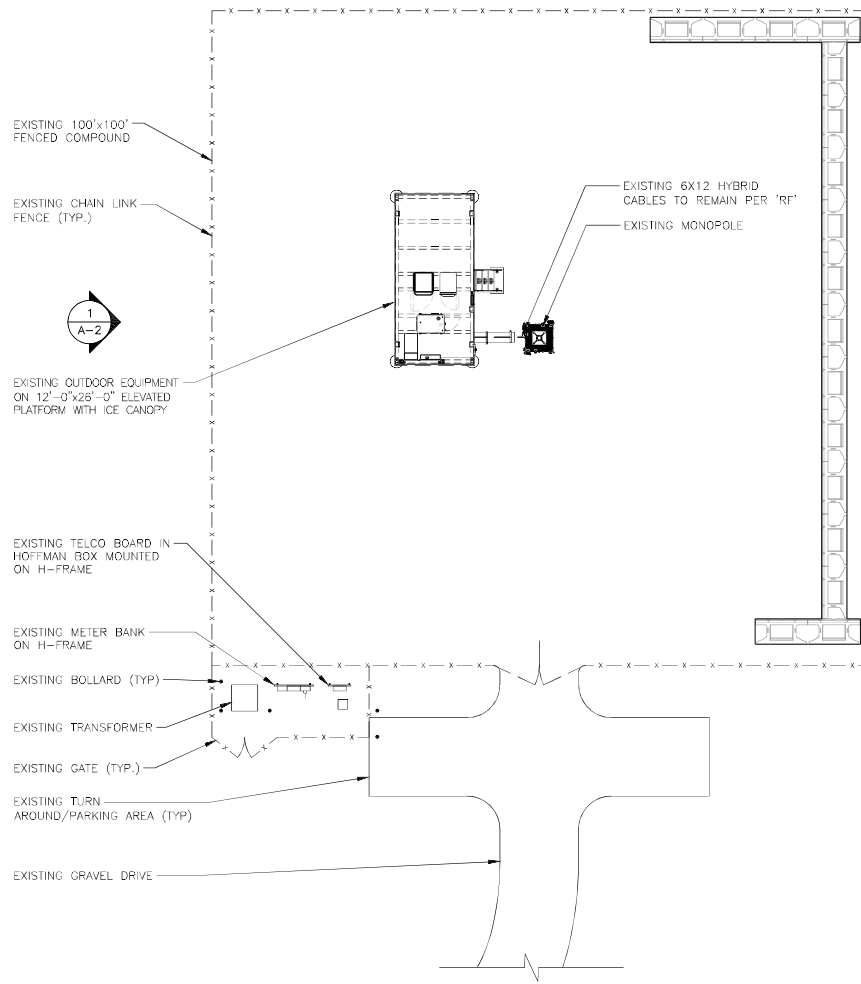 EXISTING 100'x100'
FENCED COMPOUND
EXISTING CHAIN LINK
FENCE (TYP.)
EXISTING 6X12 HYBRID
CABLES TO REMAIN PER 'RF'
EXISTING MONOPOLE
1
A-2
EXISTING OUTDOOR EQUIPMENT
ON 12'-0"x26'-0" ELEVATED
PLATFORM WITH ICE CANOPY
EXISTING TELCO BOARD IN
HOFFMAN BOX MOUNTED
ON H-FRAME
EXISTING METER BANK
ON H-FRAME
EXISTING BOLLARD (TYP)
EXISTING TRANSFORMER
EXISTING GATE (TYP.)
EXISTING TURN
AROUND/PARKING AREA (TYP)
EXISTING GRAVEL DRIVE